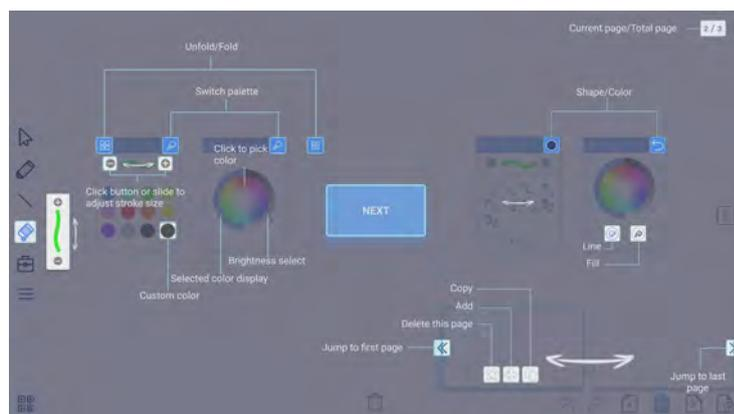 Current page/Total page
2 / 3
Unfold/Fold
Switch palette
Shape/Color
Click to pick
color
Click button or slide to
adjust stroke size
NEXT
Line
Brightness select
Fill
Selected color display
Custom color
Copy
Add
Delete this page
Jump to first page
Jump to last
page